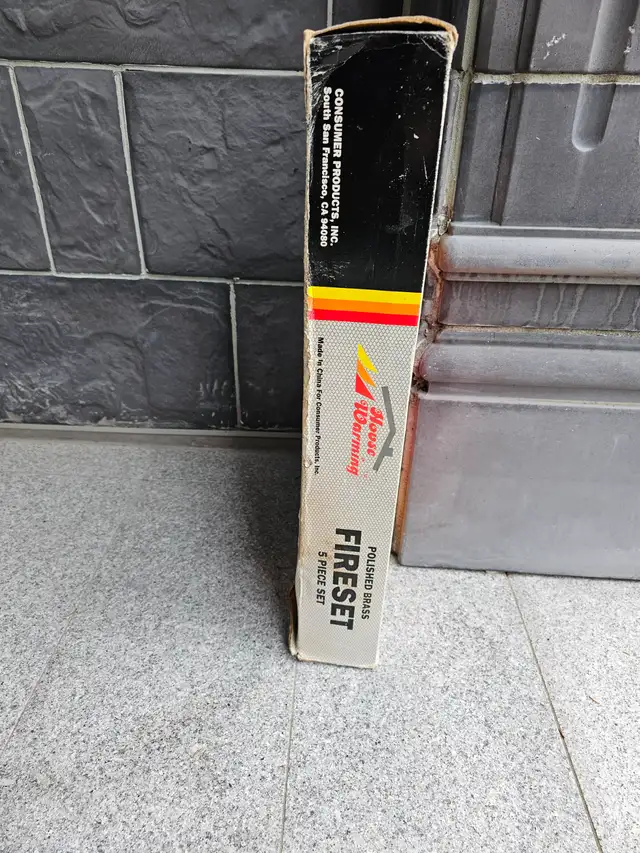 CONSUMER PRODUCTS, INC.
South San Francisco, CA 94080
House
Warming
Made in China For Consumer Products, Inc.
POLISHED BRASS
FIRESET
5 PIECE SET